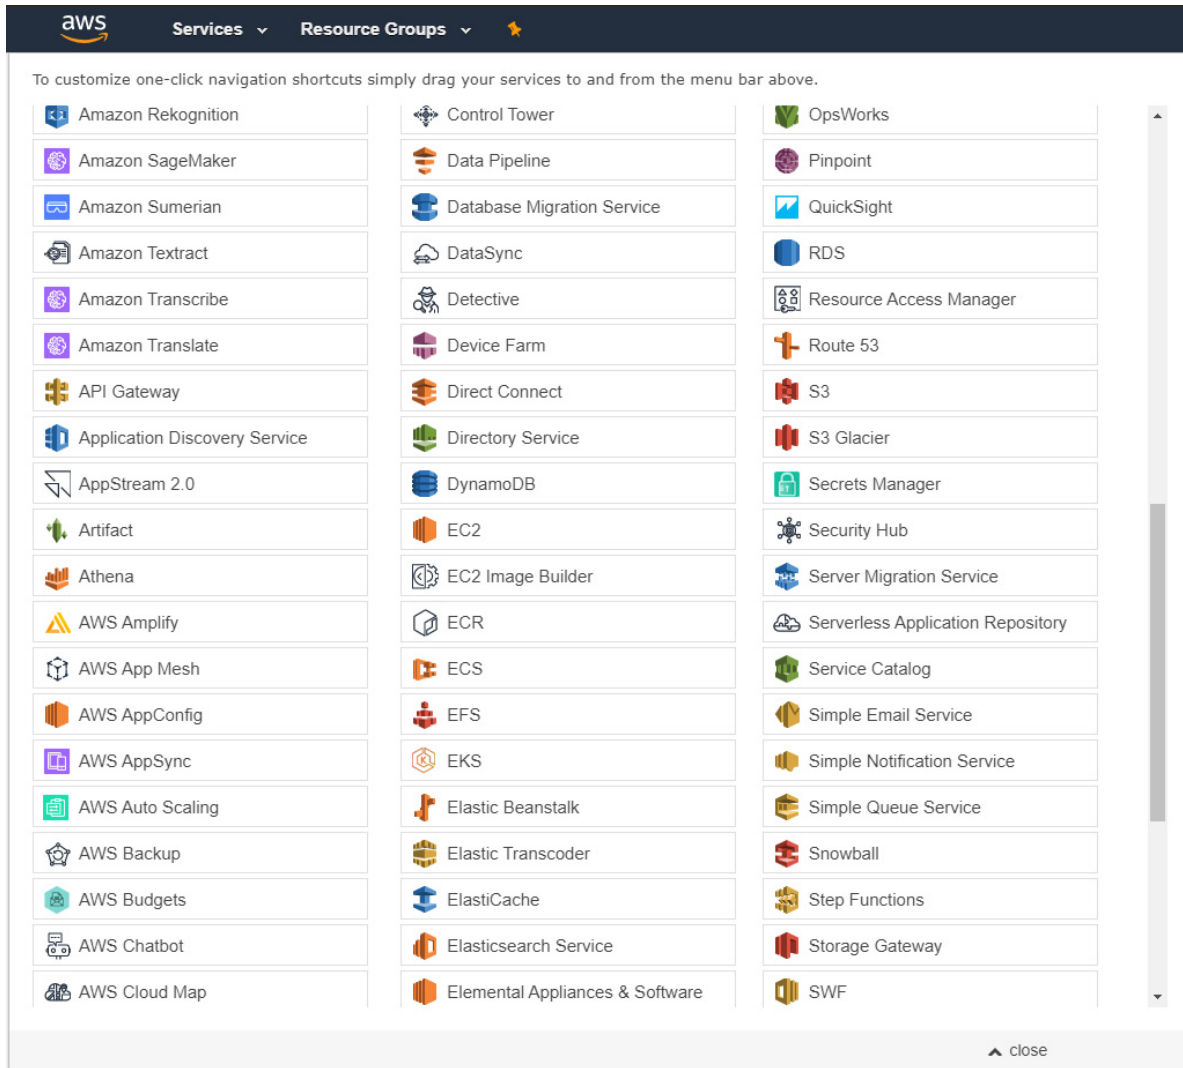 aws Services Resource Groups
To customize one-click navigation shortcuts simply drag your services to and from the menu bar above.
Amazon Rekognition
Amazon SageMaker
Amazon Sumerian
Amazon Textract
Amazon Transcribe
Amazon Translate
API Gateway
Application Discovery Service
AppStream 2.0
Artifact
Athena
AWS Amplify
AWS App Mesh
AWS AppConfig
AWS AppSync
AWS Auto Scaling
AWS Backup
AWS Budgets
AWS Chatbot
AWS Cloud Map
Control Tower
Data Pipeline
Database Migration Service
DataSync
Detective
Device Farm
Direct Connect
Directory Service
DynamoDB
EC2
EC2 Image Builder
ECR
ECS
EFS
EKS
Elastic Beanstalk
Elastic Transcoder
ElastiCache
Elasticsearch Service
Elemental Appliances & Software
OpsWorks
Pinpoint
QuickSight
RDS
Resource Access Manager
Route 53
S3
S3 Glacier
Secrets Manager
Security Hub
Server Migration Service
Serverless Application Repository
Service Catalog
Simple Email Service
Simple Notification Service
Simple Queue Service
Snowball
Step Functions
Storage Gateway
SWF
close